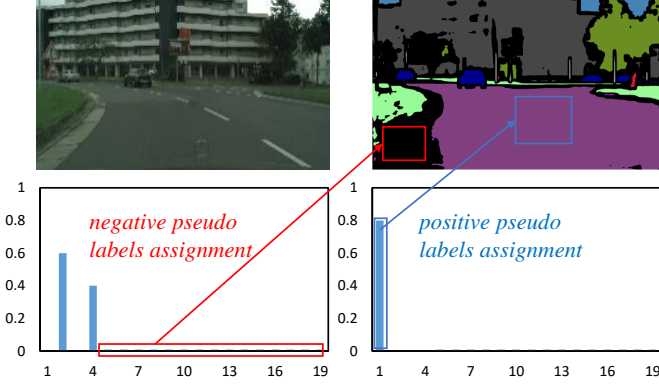 1
0.8
0.6
0.4
0.2
0
negative pseudo
labels assignment
1 4 7 10 13 16 19
1
0.8
0.6
0.4
0.2
0
positive pseudo
labels assignment
1 4 7 10 13 16 19